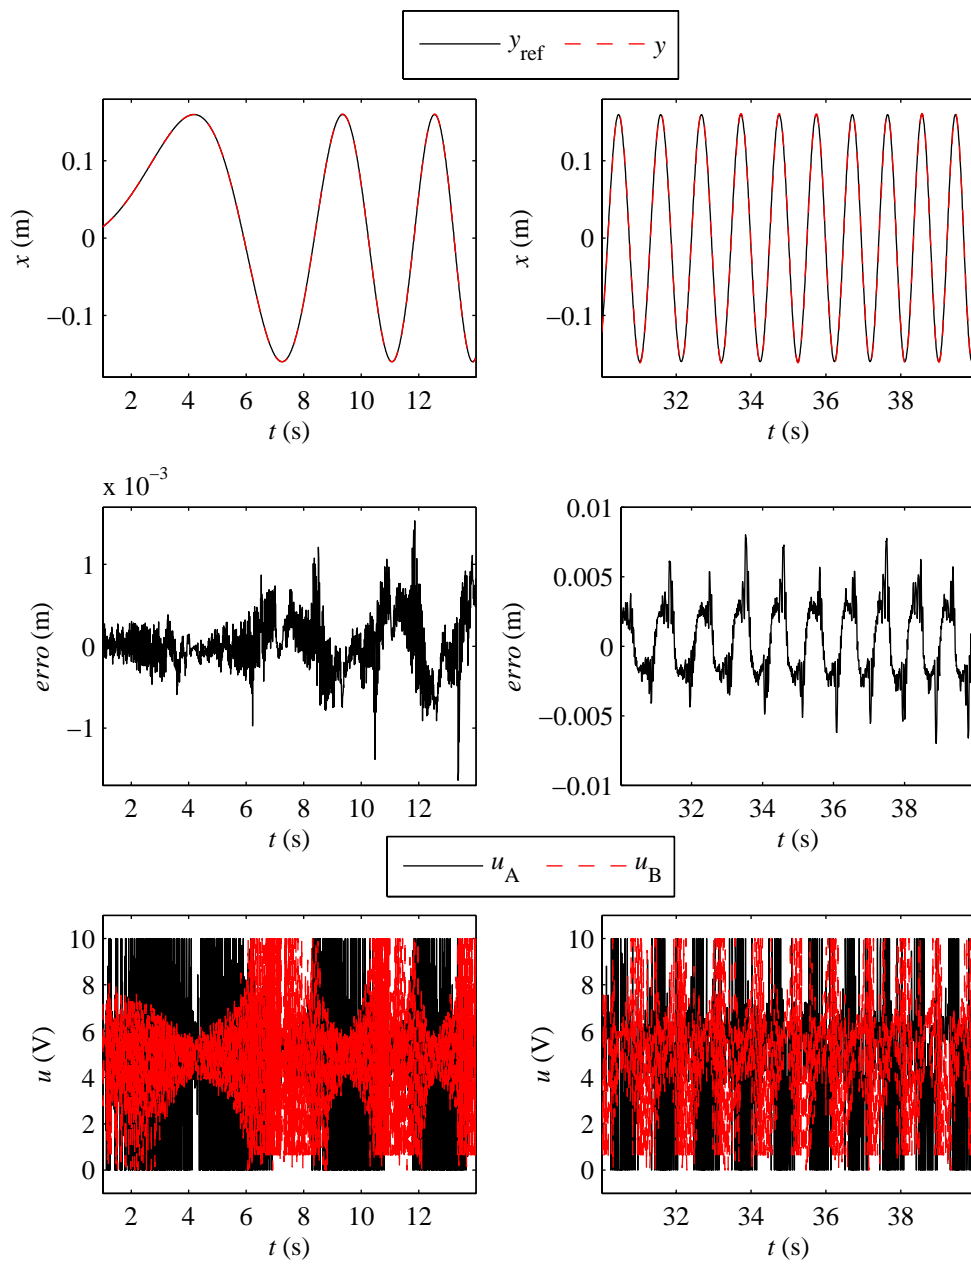 y_ref y
0.1
0
−0.1
x (m)
2 4 6 8 10 12
t (s)
0.1
0
−0.1
x (m)
32 34 36 38
t (s)
x 10^−3
1
0
−1
erro (m)
2 4 6 8 10 12
t (s)
0.01
0.005
0
−0.005
−0.01
erro (m)
32 34 36 38
t (s)
u_A u_B
10
8
6
4
2
0
u (V)
2 4 6 8 10 12
t (s)
10
8
6
4
2
0
u (V)
32 34 36 38
t (s)